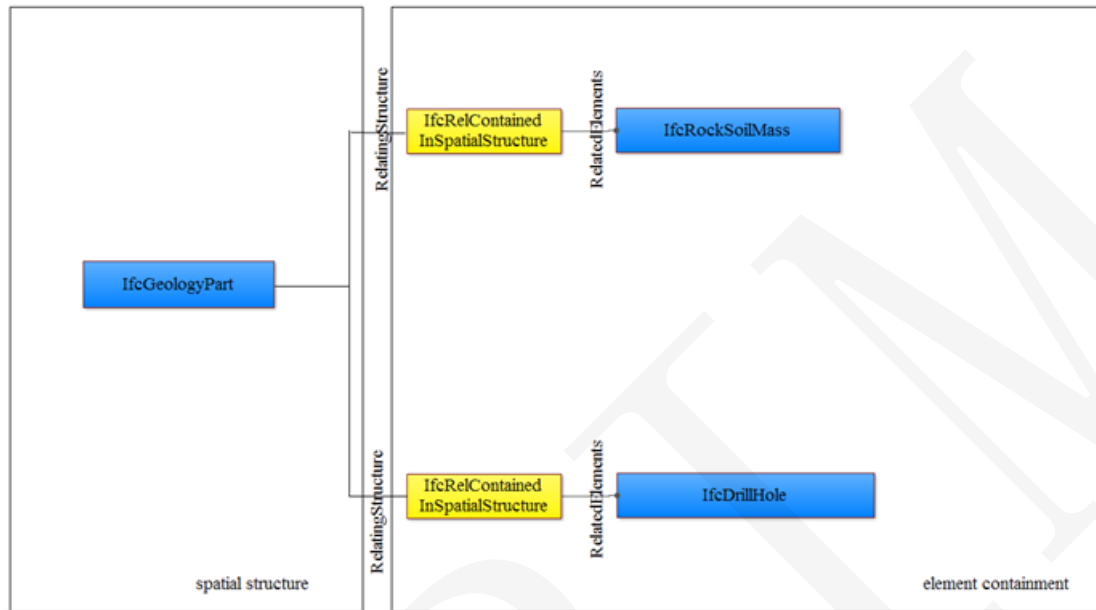 RelatingStructure
IfcRelContained
InSpatialStructure
RelatedElements
IfcRockSoilMass
IfcGeologyPart
RelatingStructure
IfcRelContained
InSpatialStructure
RelatedElements
IfcDrillHole
spatial structure
element containment